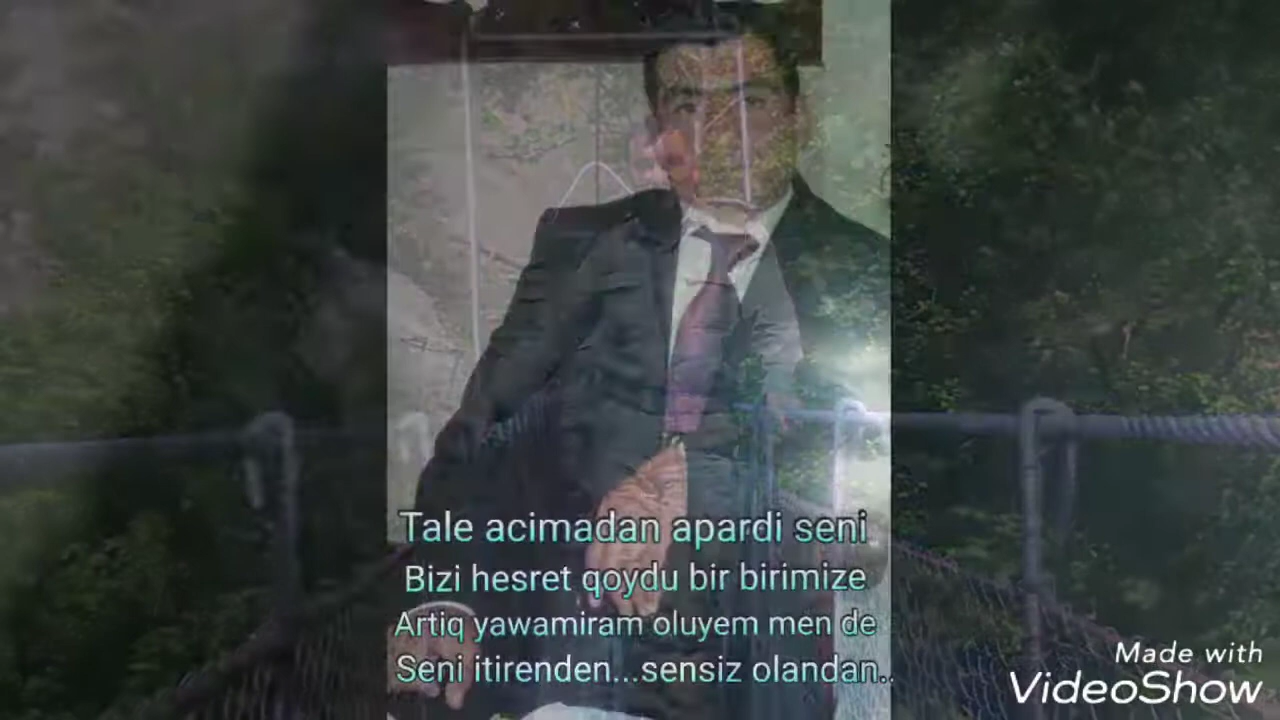 Tale acimadan apardi seni
Bizi hesret qoydu bir birimize
Artiq yawamiram oluyem men de
Seni itirenden...sensiz olandan..
Made with
VideoShow